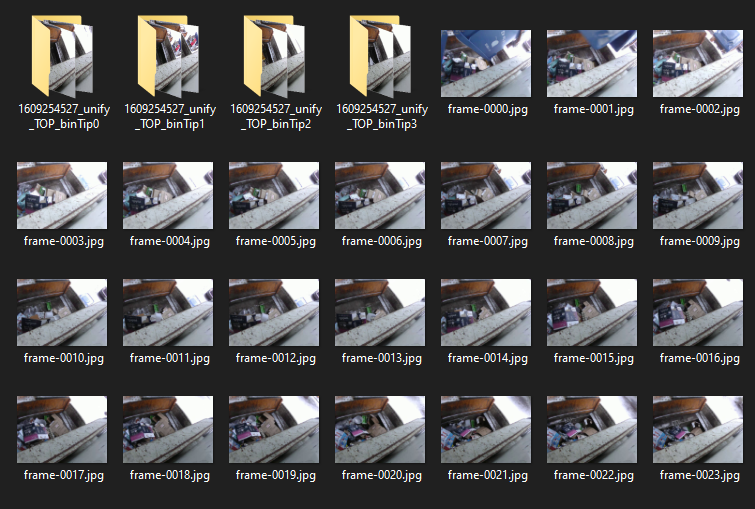 1609254527_unify
_TOP_binTip0
1609254527_unify
_TOP_binTip1
1609254527_unify
_TOP_binTip2
1609254527_unify
_TOP_binTip3
frame-0000.jpg
frame-0001.jpg
frame-0002.jpg
frame-0003.jpg
frame-0004.jpg
frame-0005.jpg
frame-0006.jpg
frame-0007.jpg
frame-0008.jpg
frame-0009.jpg
frame-0010.jpg
frame-0011.jpg
frame-0012.jpg
frame-0013.jpg
frame-0014.jpg
frame-0015.jpg
frame-0016.jpg
frame-0017.jpg
frame-0018.jpg
frame-0019.jpg
frame-0020.jpg
frame-0021.jpg
frame-0022.jpg
frame-0023.jpg